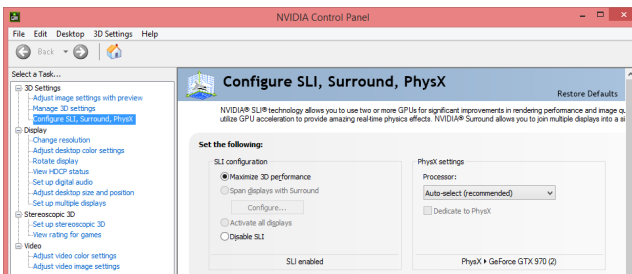 NVIDIA Control Panel
File Edit Desktop 3D Settings Help
Back
Select a Task...
3D Settings
Adjust image settings with preview
Manage 3D settings
Configure SLI, Surround, PhysX
Display
Change resolution
Adjust desktop color settings
Rotate display
View HDCP status
Set up digital audio
Adjust desktop size and position
Set up multiple displays
Stereoscopic 3D
Set up stereoscopic 3D
View rating for games
Video
Adjust video color settings
Adjust video image settings
Configure SLI, Surround, PhysX
Restore Defaults
NVIDIA® SLI® technology allows you to use two or more GPUs for significant improvements in rendering performance and image qu
utilize GPU acceleration to provide amazing real-time physics effects. NVIDIA® Surround allows you to join multiple displays into a si
Set the following:
SLI configuration
Maximize 3D performance
Span displays with Surround
Configure...
Activate all displays
Disable SLI
SLI enabled
PhysX settings
Processor:
Auto-select (recommended)
Dedicate to PhysX
PhysX > GeForce GTX 970 (2)